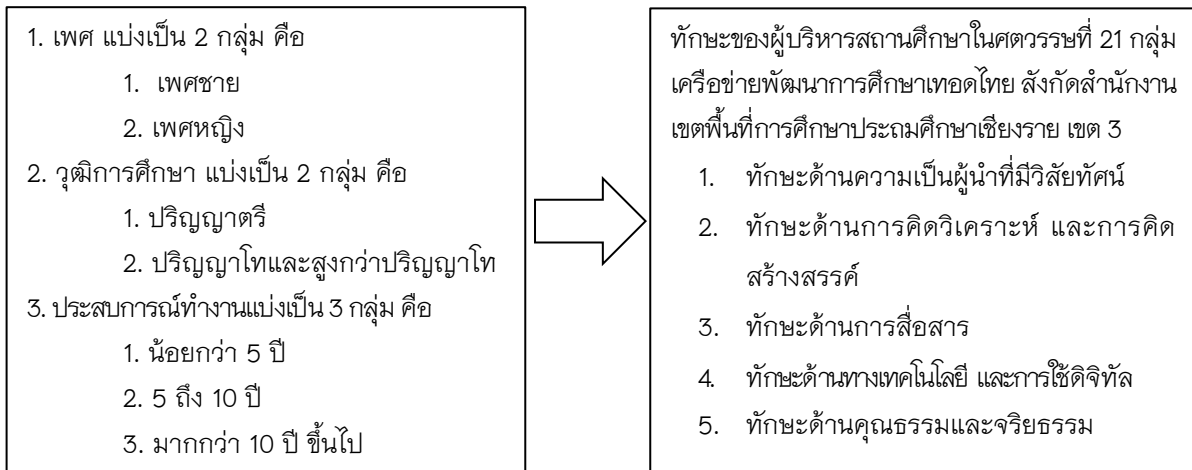 1. เพศ แบ่งเป็น 2 กลุ่ม คือ
1. เพศชาย
2. เพศหญิง
2. วุฒิการศึกษา แบ่งเป็น 2 กลุ่ม คือ
1. ปริญญาตรี
2. ปริญญาโทและสูงกว่าปริญญาโท
3. ประสบการณ์ทำงานแบ่งเป็น 3 กลุ่ม คือ
1. น้อยกว่า 5 ปี
2. 5 ถึง 10 ปี
3. มากกว่า 10 ปี ขึ้นไป
ทักษะของผู้บริหารสถานศึกษาในศตวรรษที่ 21 กลุ่ม
เครือข่ายพัฒนาการศึกษาเทอดไทย สังกัดสำนักงาน
เขตพื้นที่การศึกษาประถมศึกษาเชียงราย เขต 3
1. ทักษะด้านความเป็นผู้นำที่มีวิสัยทัศน์
2. ทักษะด้านการคิดวิเคราะห์ และการคิด
สร้างสรรค์
3. ทักษะด้านการสื่อสาร
4. ทักษะด้านทางเทคโนโลยี และการใช้ดิจิทัล
5. ทักษะด้านคุณธรรมและจริยธรรม